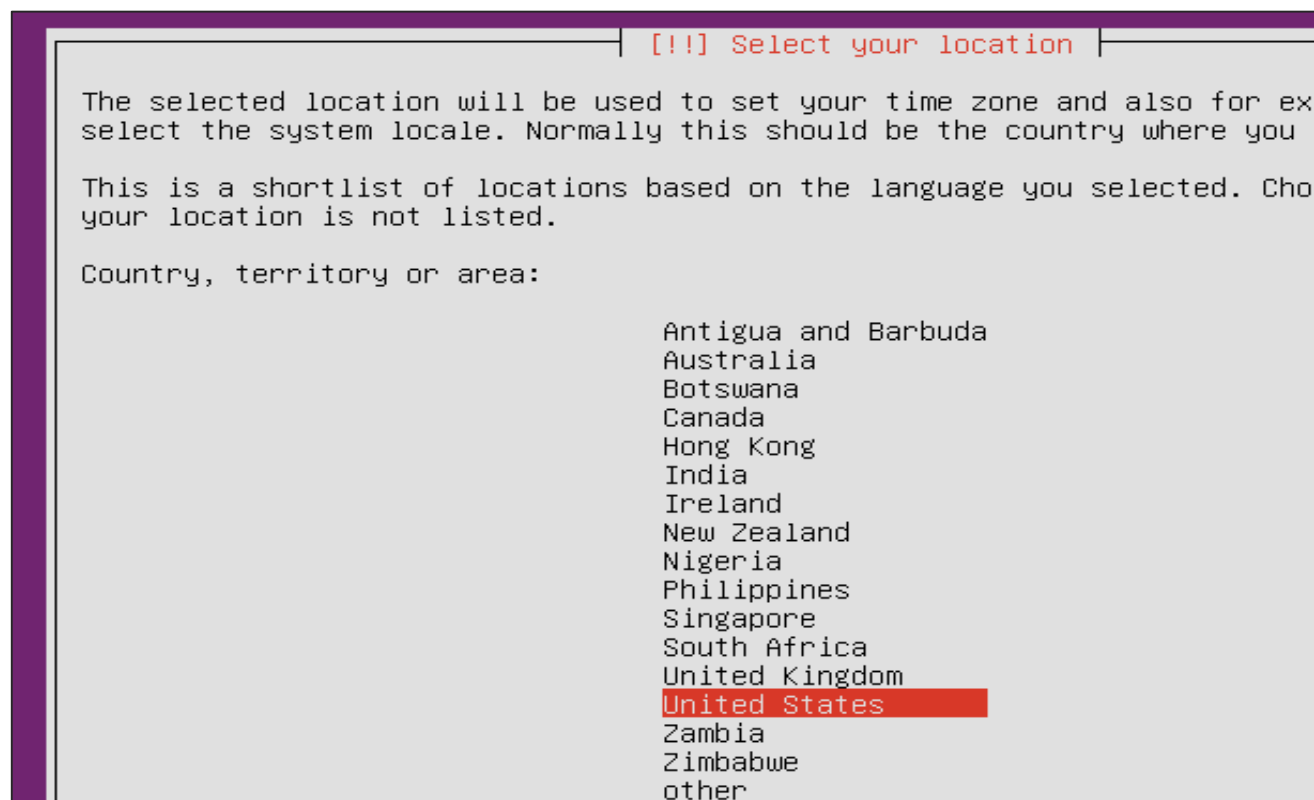 [!!] Select your location
The selected location will be used to set your time zone and also for ex
select the system locale. Normally this should be the country where you
This is a shortlist of locations based on the language you selected. Cho
your location is not listed.
Country, territory or area:
Antigua and Barbuda
Australia
Botswana
Canada
Hong Kong
India
Ireland
New Zealand
Nigeria
Philippines
Singapore
South Africa
United Kingdom
United States
Zambia
Zimbabwe
other